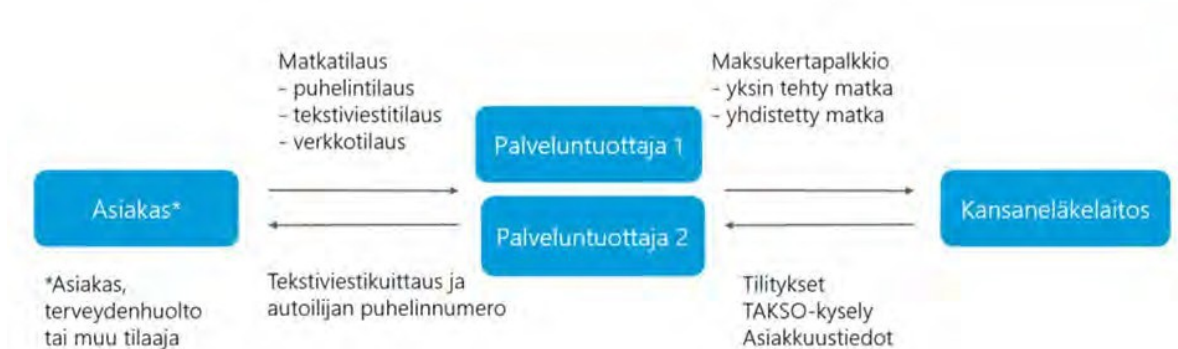 Matkatilaus
- puhelintilaus
- tekstiviestitilaus
- verkkotilaus
Maksukertapalkkio
- yksin tehty matka
- yhdistetty matka
Palveluntuottaja 1
Asiakas*
Palveluntuottaja 2
Kansaneläkelaitos
*Asiakas,
terveydenhuolto
tai muu tilaaja
Tekstiviestikuittaus ja
autoilijan puhelinnumero
Tilitykset
TAKSO-kysely
Asiakkuustiedot